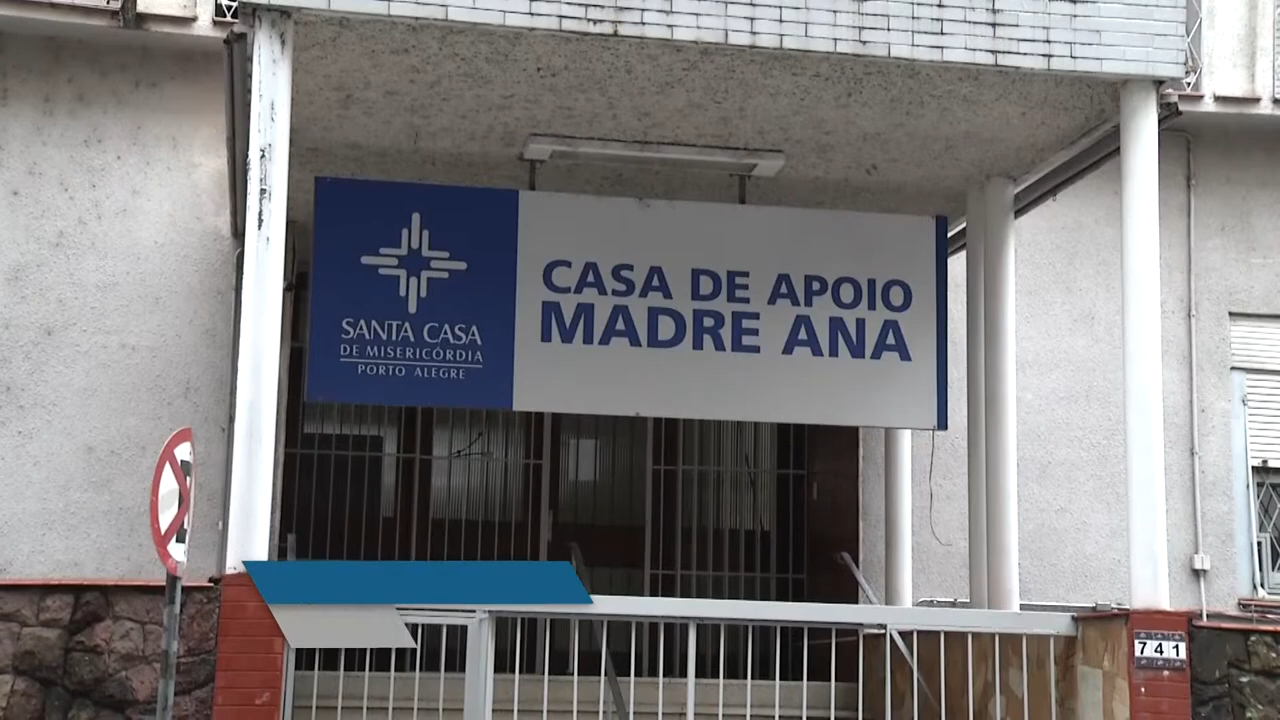 SANTA CASA
DE MISERICÓRDIA
PORTO ALEGRE
CASA DE APOIO
MADRE ANA
741